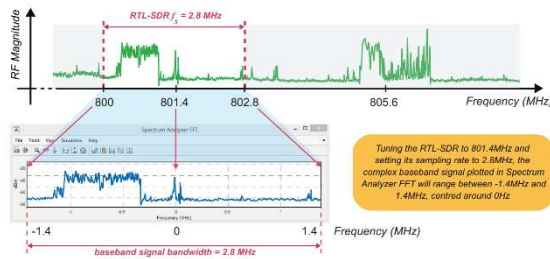 RTL-SDR fs = 2.8 MHz
RF Magnitude
800
801.4
802.8
805.6
Frequency (MHz)
Spectrum Analyzer FFT
File Tools View Simulation Help
Frequency (MHz)
-1.4
0
1.4
Frequency (MHz)
baseband signal bandwidth = 2.8 MHz
Tuning the RTL-SDR to 801.4MHz and
setting its sampling rate to 2.8MHz, the
complex baseband signal plotted in Spectrum
Analyzer FFT will range between -1.4MHz and
1.4MHz, centred around 0Hz